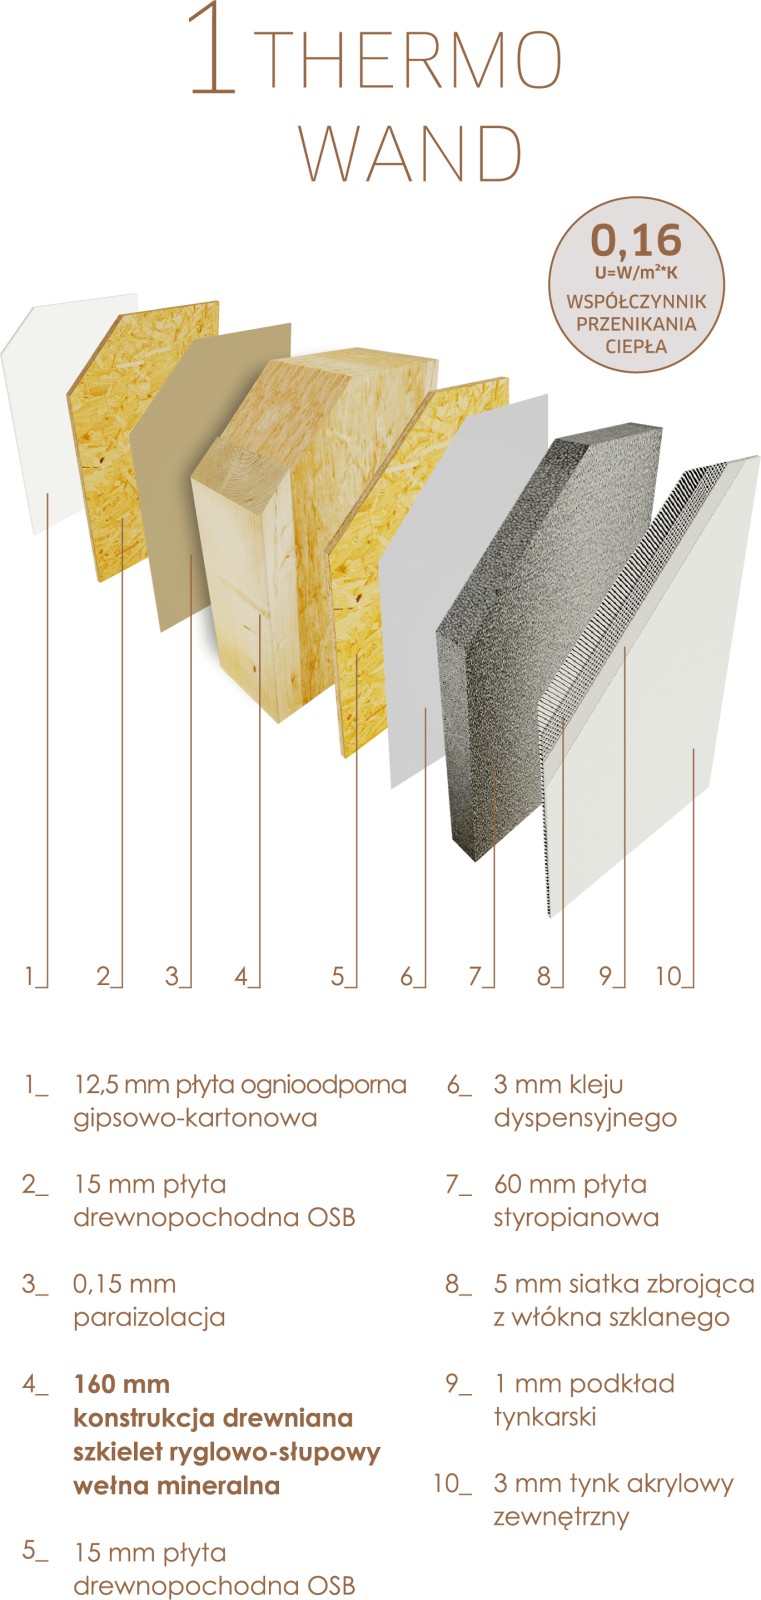 1 THERMO
WAND
0,16
U=W/m²*K
WSPÓŁCZYNNIK
PRZENIKANIA
CIEPŁA
1_ 2_ 3_ 4_ 5_ 6_ 7_ 8_ 9_ 10_
1_ 12,5 mm płyta ognioodporna
gipsowo-kartonowa
2_ 15 mm płyta
drewnopochodna OSB
3_ 0,15 mm
paraizolacja
4_ 160 mm
konstrukcja drewniana
szkielet ryglowo-słupowy
wełna mineralna
5_ 15 mm płyta
drewnopochodna OSB
6_ 3 mm kleju
dyspensyjnego
7_ 60 mm płyta
styropianowa
8_ 5 mm siatka zbrojąca
z włókna szklanego
9_ 1 mm podkład
tynkarski
10_ 3 mm tynk akrylowy
zewnętrzny